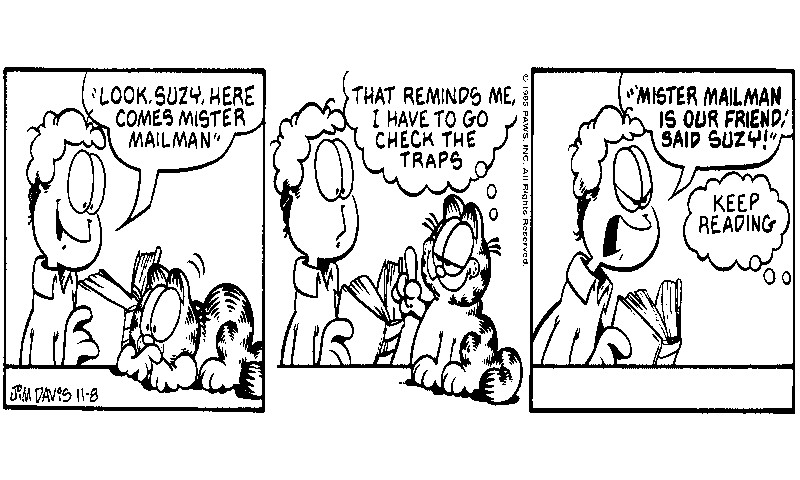 "LOOK, SUZY, HERE
COMES MISTER
MAILMAN"
JIM DAVIS 11-8
THAT REMINDS ME,
I HAVE TO GO
CHECK THE
TRAPS
© 1985 PAWS, INC. All Rights Reserved.
"'MISTER MAILMAN
IS OUR FRIEND,'
SAID SUZY!"
KEEP
READING